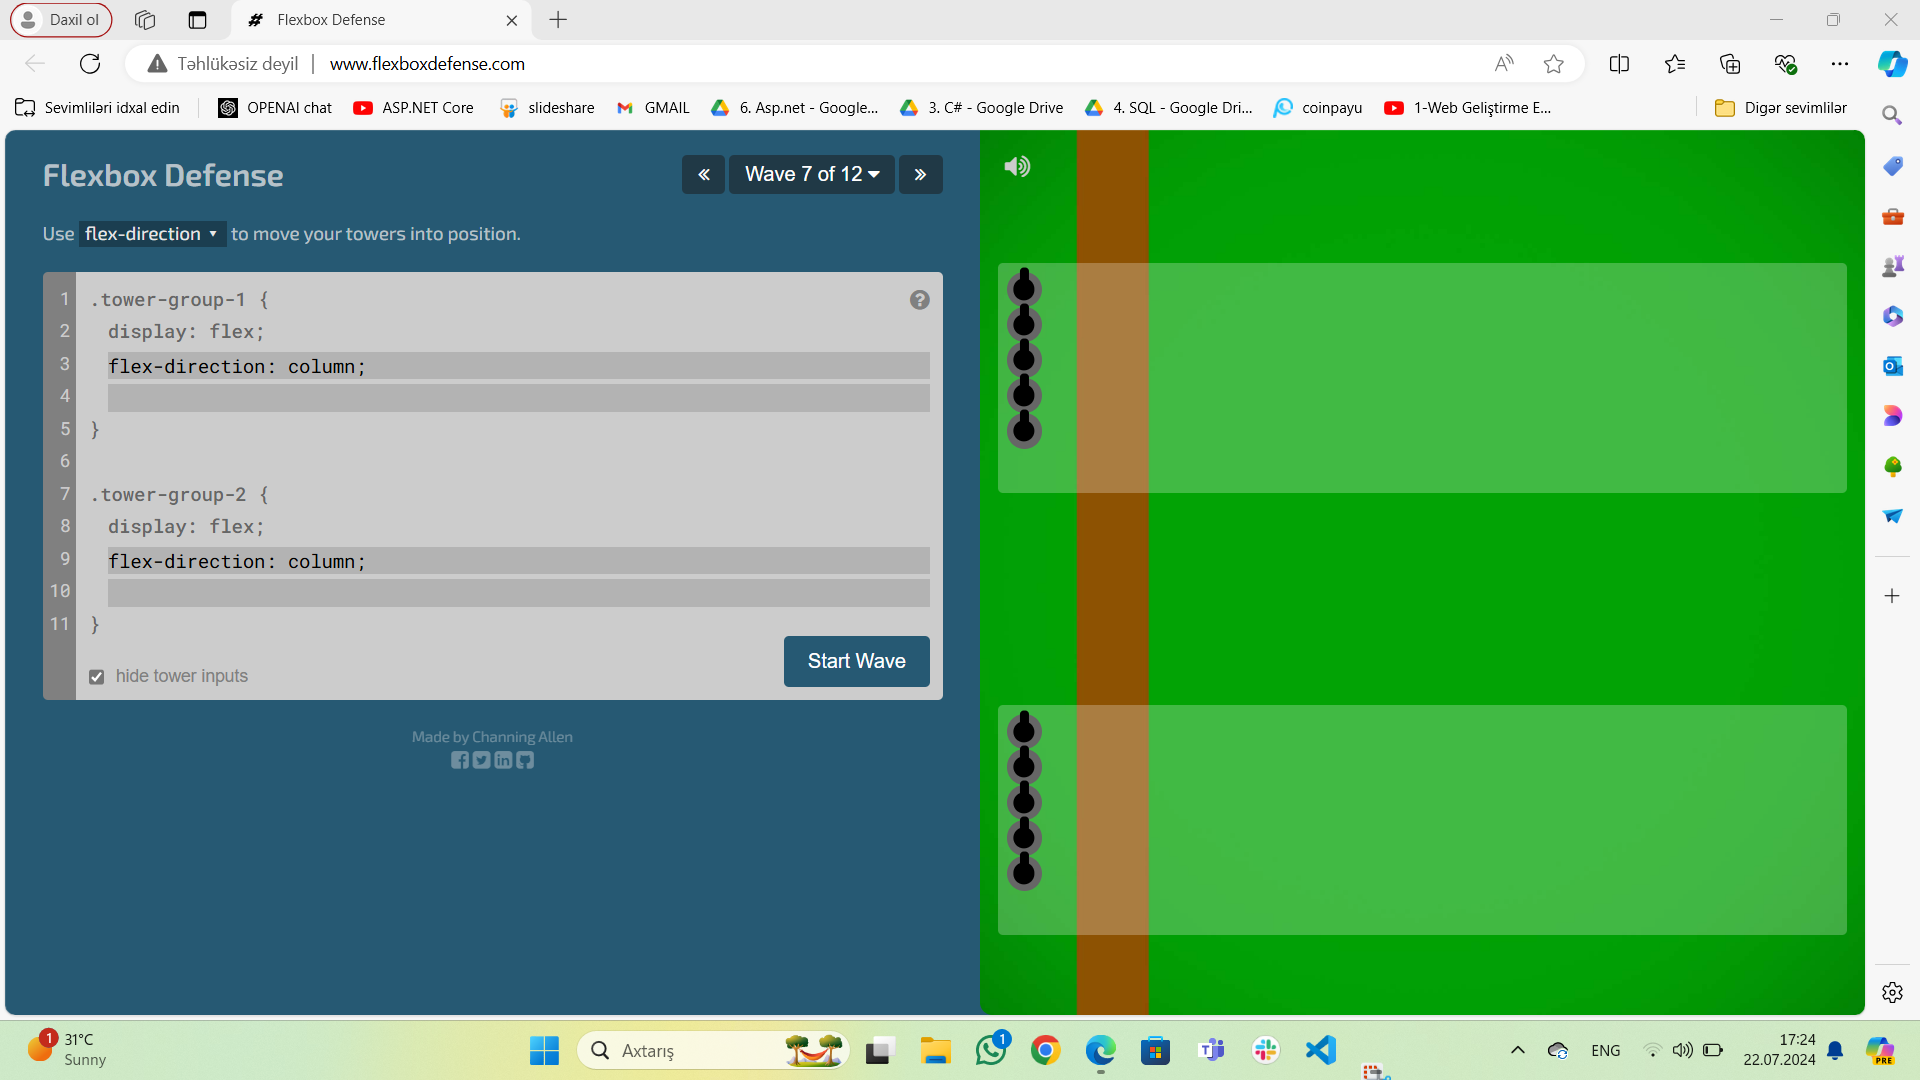 Daxil ol
Flexbox Defense
Təhlükəsiz deyil
www.flexboxdefense.com
Sevimliləri idxal edin
OPENAI chat
ASP.NET Core
slideshare
GMAIL
6. Asp.net - Google...
3. C# - Google Drive
4. SQL - Google Dri...
coinpayu
1-Web Geliştirme E...
Digər sevimlilər
Flexbox Defense
« Wave 7 of 12 »
Use flex-direction to move your towers into position.
1 .tower-group-1 {
2 display: flex;
3 flex-direction: column;
4
5 }
6
7 .tower-group-2 {
8 display: flex;
9 flex-direction: column;
10
11 }
hide tower inputs
Start Wave
Made by Channing Allen
1
31°C
Sunny
Axtarış
1
ENG
17:24
22.07.2024
PRE